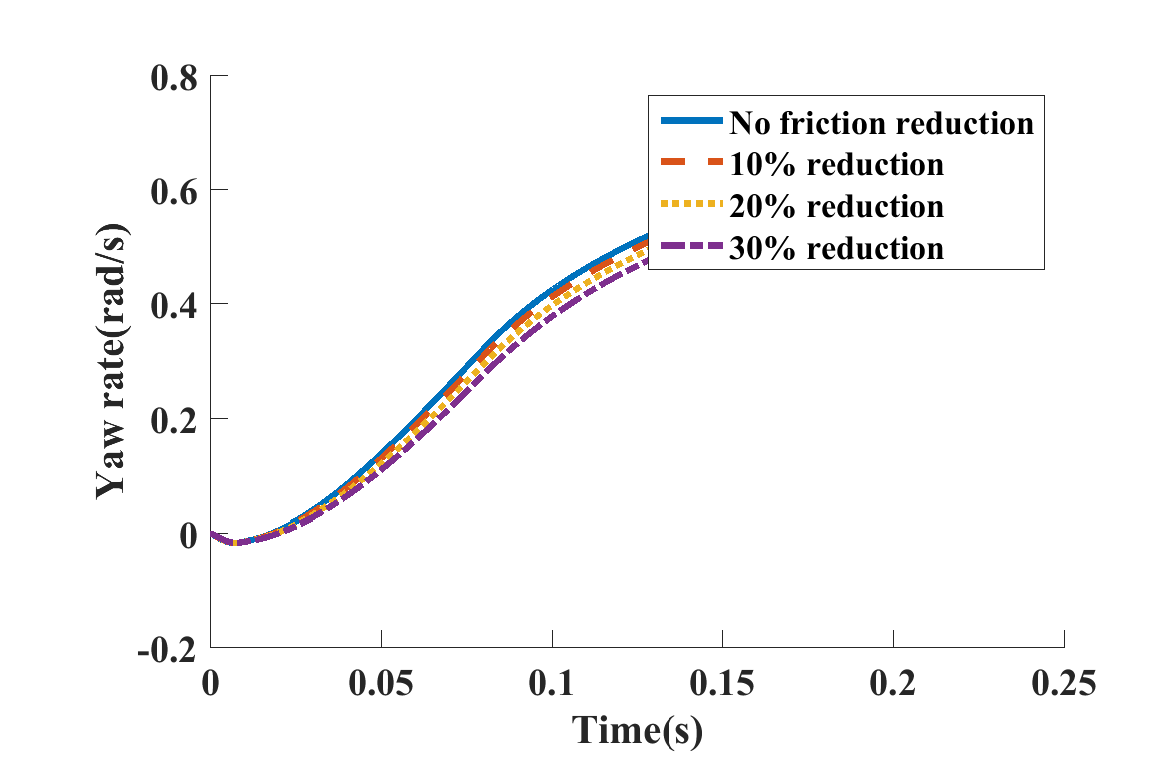 0.8
0.6
0.4
0.2
0
-0.2
Yaw rate(rad/s)
No friction reduction
10% reduction
20% reduction
30% reduction
0 0.05 0.1 0.15 0.2 0.25
Time(s)